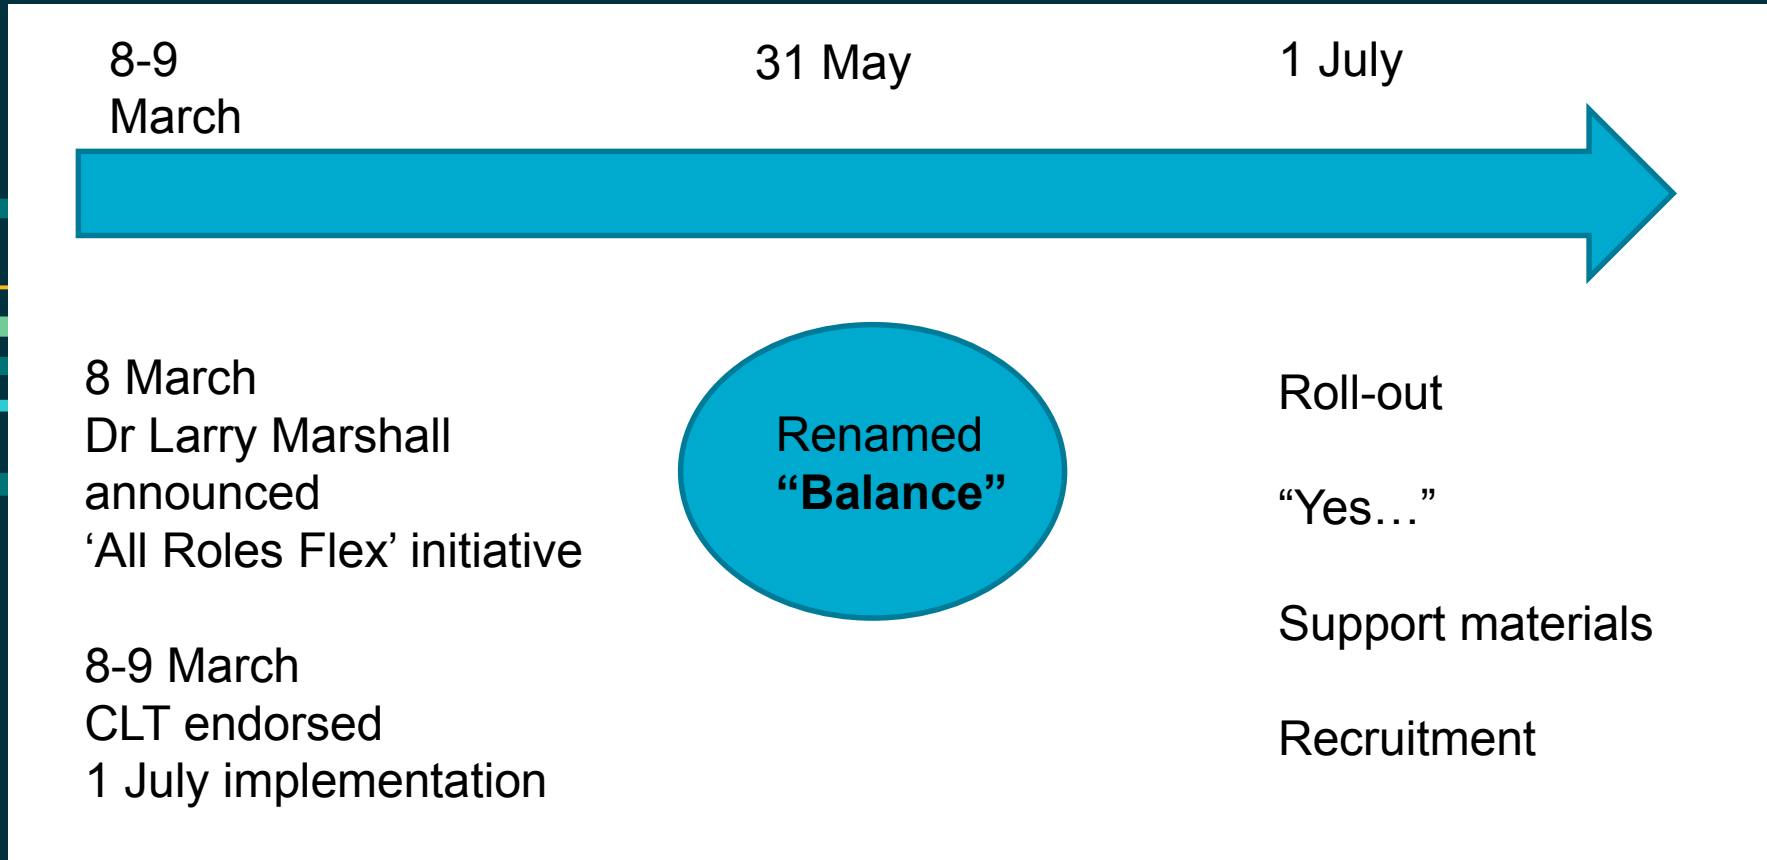 8-9
March
31 May
1 July
8 March
Dr Larry Marshall
announced
‘All Roles Flex’ initiative
8-9 March
CLT endorsed
1 July implementation
Renamed
“Balance”
Roll-out
“Yes…”
Support materials
Recruitment